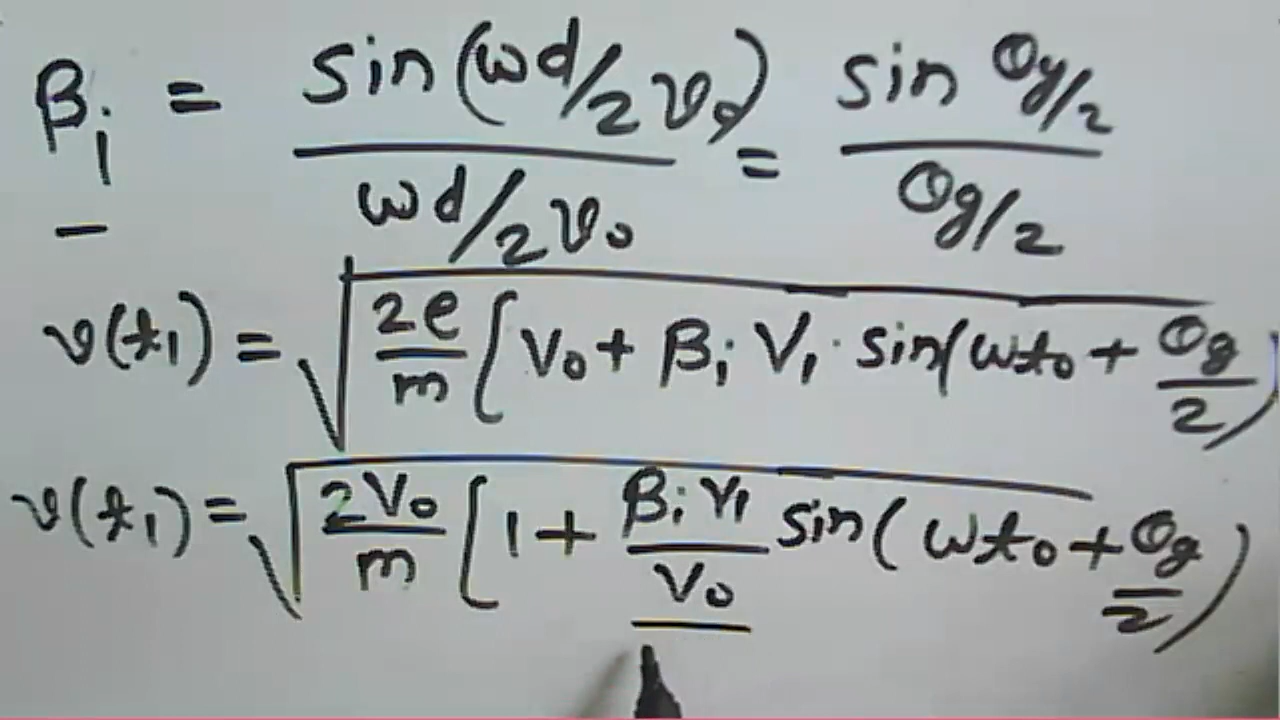 βi = sin(ωd/2v₀) / ωd/2v₀ = sin θg/2 / θg/2
v(t₁) = √ 2e/m [V₀ + βi V₁ · sin(ωt₀ + θg/2)
v(t₁) = √ 2V₀/m [1 + βi V₁/V₀ sin(ωt₀ + θg/2)